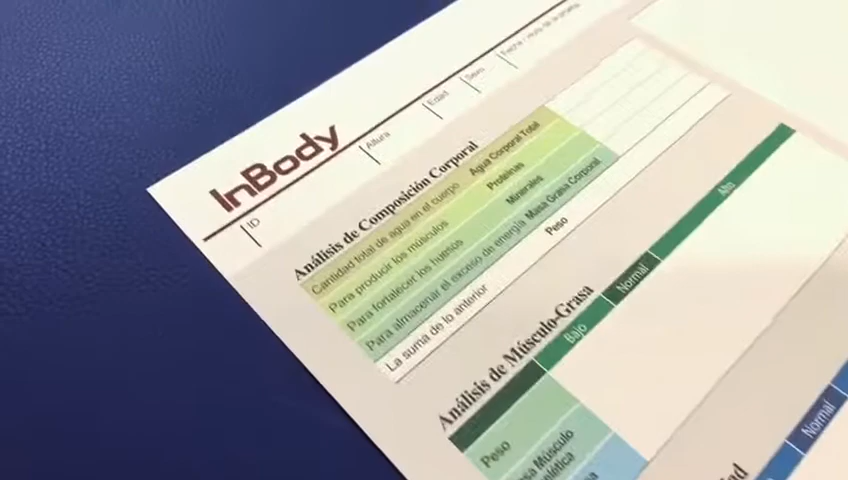 InBody
ID Altura Edad Sexo Fecha / Hora de la prueba
Análisis de Composición Corporal
Cantidad total de agua en el cuerpo Agua Corporal Total
Para producir los músculos Proteínas
Para fortalecer los huesos Minerales
Para almacenar el exceso de energía Masa Grasa Corporal
La suma de lo anterior Peso
Análisis de Músculo-Grasa
Bajo Normal Alto
Peso
Músculo
Normal